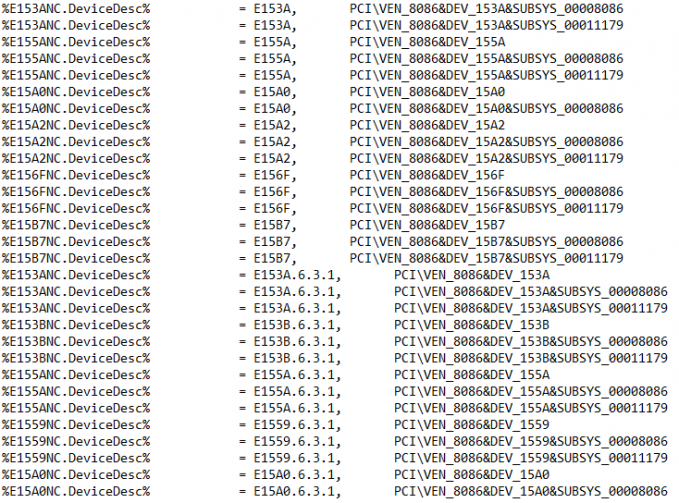 %E153ANC.DeviceDesc% = E153A, PCI\VEN_8086&DEV_153A&SUBSYS_00008086
%E153ANC.DeviceDesc% = E153A, PCI\VEN_8086&DEV_153A&SUBSYS_00011179
%E155ANC.DeviceDesc% = E155A, PCI\VEN_8086&DEV_155A
%E155ANC.DeviceDesc% = E155A, PCI\VEN_8086&DEV_155A&SUBSYS_00008086
%E155ANC.DeviceDesc% = E155A, PCI\VEN_8086&DEV_155A&SUBSYS_00011179
%E15A0NC.DeviceDesc% = E15A0, PCI\VEN_8086&DEV_15A0
%E15A0NC.DeviceDesc% = E15A0, PCI\VEN_8086&DEV_15A0&SUBSYS_00008086
%E15A2NC.DeviceDesc% = E15A2, PCI\VEN_8086&DEV_15A2
%E15A2NC.DeviceDesc% = E15A2, PCI\VEN_8086&DEV_15A2&SUBSYS_00008086
%E15A2NC.DeviceDesc% = E15A2, PCI\VEN_8086&DEV_15A2&SUBSYS_00011179
%E156FNC.DeviceDesc% = E156F, PCI\VEN_8086&DEV_156F
%E156FNC.DeviceDesc% = E156F, PCI\VEN_8086&DEV_156F&SUBSYS_00008086
%E156FNC.DeviceDesc% = E156F, PCI\VEN_8086&DEV_156F&SUBSYS_00011179
%E15B7NC.DeviceDesc% = E15B7, PCI\VEN_8086&DEV_15B7
%E15B7NC.DeviceDesc% = E15B7, PCI\VEN_8086&DEV_15B7&SUBSYS_00008086
%E15B7NC.DeviceDesc% = E15B7, PCI\VEN_8086&DEV_15B7&SUBSYS_00011179
%E153ANC.DeviceDesc% = E153A.6.3.1, PCI\VEN_8086&DEV_153A
%E153ANC.DeviceDesc% = E153A.6.3.1, PCI\VEN_8086&DEV_153A&SUBSYS_00008086
%E153ANC.DeviceDesc% = E153A.6.3.1, PCI\VEN_8086&DEV_153A&SUBSYS_00011179
%E153BNC.DeviceDesc% = E153B.6.3.1, PCI\VEN_8086&DEV_153B
%E153BNC.DeviceDesc% = E153B.6.3.1, PCI\VEN_8086&DEV_153B&SUBSYS_00008086
%E153BNC.DeviceDesc% = E153B.6.3.1, PCI\VEN_8086&DEV_153B&SUBSYS_00011179
%E155ANC.DeviceDesc% = E155A.6.3.1, PCI\VEN_8086&DEV_155A
%E155ANC.DeviceDesc% = E155A.6.3.1, PCI\VEN_8086&DEV_155A&SUBSYS_00008086
%E155ANC.DeviceDesc% = E155A.6.3.1, PCI\VEN_8086&DEV_155A&SUBSYS_00011179
%E1559NC.DeviceDesc% = E1559.6.3.1, PCI\VEN_8086&DEV_1559
%E1559NC.DeviceDesc% = E1559.6.3.1, PCI\VEN_8086&DEV_1559&SUBSYS_00008086
%E1559NC.DeviceDesc% = E1559.6.3.1, PCI\VEN_8086&DEV_1559&SUBSYS_00011179
%E15A0NC.DeviceDesc% = E15A0.6.3.1, PCI\VEN_8086&DEV_15A0
%E15A0NC.DeviceDesc% = E15A0.6.3.1, PCI\VEN_8086&DEV_15A0&SUBSYS_00008086